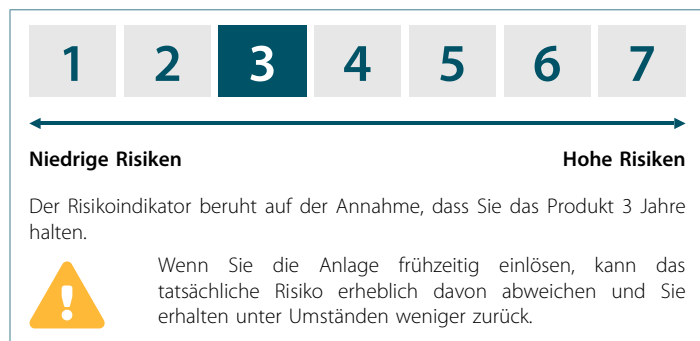 1 2 3 4 5 6 7
Niedrige Risiken Hohe Risiken
Der Risikoindikator beruht auf der Annahme, dass Sie das Produkt 3 Jahre
halten.
Wenn Sie die Anlage frühzeitig einlösen, kann das
tatsächliche Risiko erheblich davon abweichen und Sie
erhalten unter Umständen weniger zurück.